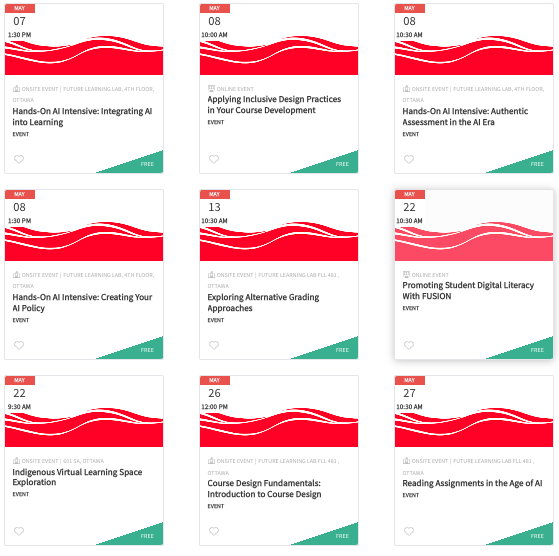 MAY
07
1:30 PM
ONSITE EVENT | FUTURE LEARNING LAB, 4TH FLOOR,
OTTAWA
Hands-On AI Intensive: Integrating AI
into Learning
EVENT
FREE
MAY
08
10:00 AM
ONLINE EVENT
Applying Inclusive Design Practices
in Your Course Development
EVENT
FREE
MAY
08
10:30 AM
ONSITE EVENT | FUTURE LEARNING LAB, 4TH FLOOR,
OTTAWA
Hands-On AI Intensive: Authentic
Assessment in the AI Era
EVENT
FREE
MAY
08
1:30 PM
ONSITE EVENT | FUTURE LEARNING LAB, 4TH FLOOR,
OTTAWA
Hands-On AI Intensive: Creating Your
AI Policy
EVENT
FREE
MAY
13
10:30 AM
ONSITE EVENT | FUTURE LEARNING LAB FLL 461 ,
OTTAWA
Exploring Alternative Grading
Approaches
EVENT
FREE
MAY
22
10:30 AM
ONLINE EVENT
Promoting Student Digital Literacy
With FUSION
EVENT
FREE
MAY
22
9:30 AM
ONSITE EVENT | 601 SA, OTTAWA
Indigenous Virtual Learning Space
Exploration
EVENT
FREE
MAY
26
12:00 PM
ONSITE EVENT | FUTURE LEARNING LAB FLL 461 ,
OTTAWA
Course Design Fundamentals:
Introduction to Course Design
EVENT
FREE
MAY
27
10:30 AM
ONSITE EVENT | FUTURE LEARNING LAB FLL 461 ,
OTTAWA
Reading Assignments in the Age of AI
EVENT
FREE